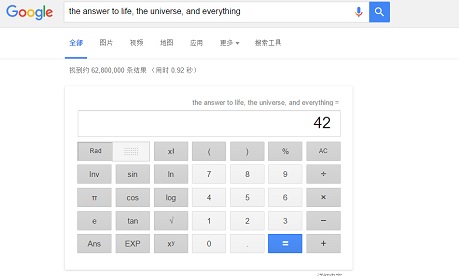 Google the answer to life, the universe, and everything
全部 图片 视频 地图 应用 更多 搜索工具
找到约 62,800,000 条结果 （用时 0.92 秒）
the answer to life, the universe, and everything =
42
Rad x! ( ) % AC
Inv sin ln 7 8 9 ÷
π cos log 4 5 6 ×
e tan √ 1 2 3 −
Ans EXP xʸ 0 . = +